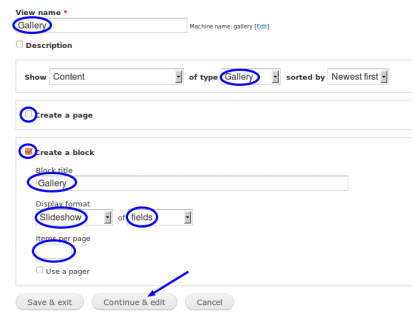 View name *
Gallery Machine name: gallery [Edit]
Description
Show Content of type Gallery sorted by Newest first
Create a page
Create a block
Block title
Gallery
Display format
Slideshow of fields
Items per page
Use a pager
Save & exit Continue & edit Cancel